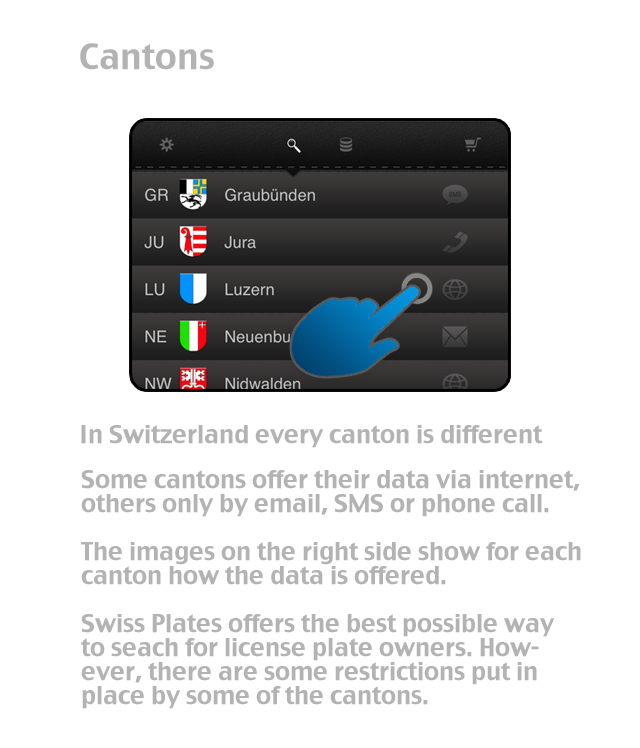 Cantons
GR Graubünden SMS
JU Jura
LU Luzern
NE Neuenbu
NW Nidwalden
In Switzerland every canton is different
Some cantons offer their data via internet,
others only by email, SMS or phone call.
The images on the right side show for each
canton how the data is offered.
Swiss Plates offers the best possible way
to seach for license plate owners. How-
ever, there are some restrictions put in
place by some of the cantons.